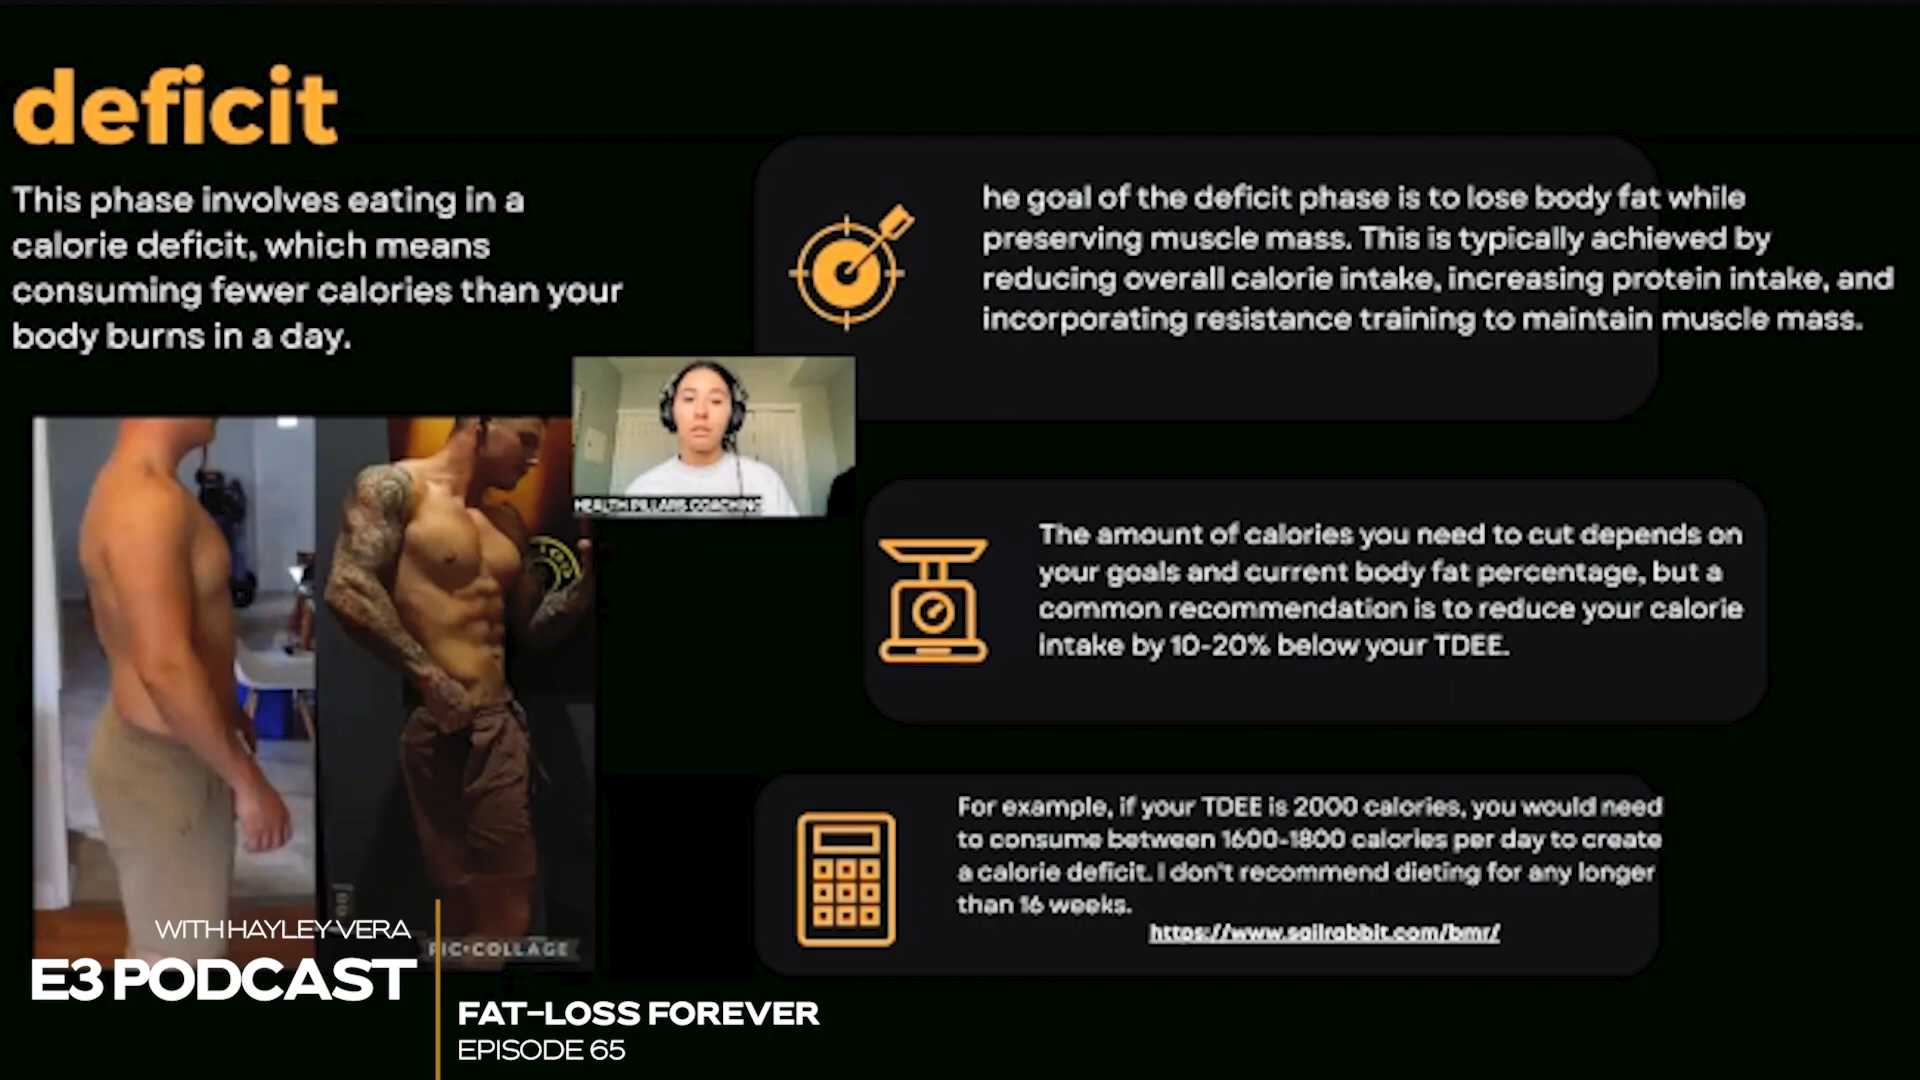 deficit
This phase involves eating in a
calorie deficit, which means
consuming fewer calories than your
body burns in a day.
he goal of the deficit phase is to lose body fat while
preserving muscle mass. This is typically achieved by
reducing overall calorie intake, increasing protein intake, and
incorporating resistance training to maintain muscle mass.
HEALTH PILLARS COACHING
The amount of calories you need to cut depends on
your goals and current body fat percentage, but a
common recommendation is to reduce your calorie
intake by 10-20% below your TDEE.
For example, if your TDEE is 2000 calories, you would need
to consume between 1600-1800 calories per day to create
a calorie deficit. I don't recommend dieting for any longer
than 16 weeks.
https://www.sailrabbit.com/bmr/
PIC•COLLAGE
WITH HAYLEY VERA
E3 PODCAST
FAT-LOSS FOREVER
EPISODE 65